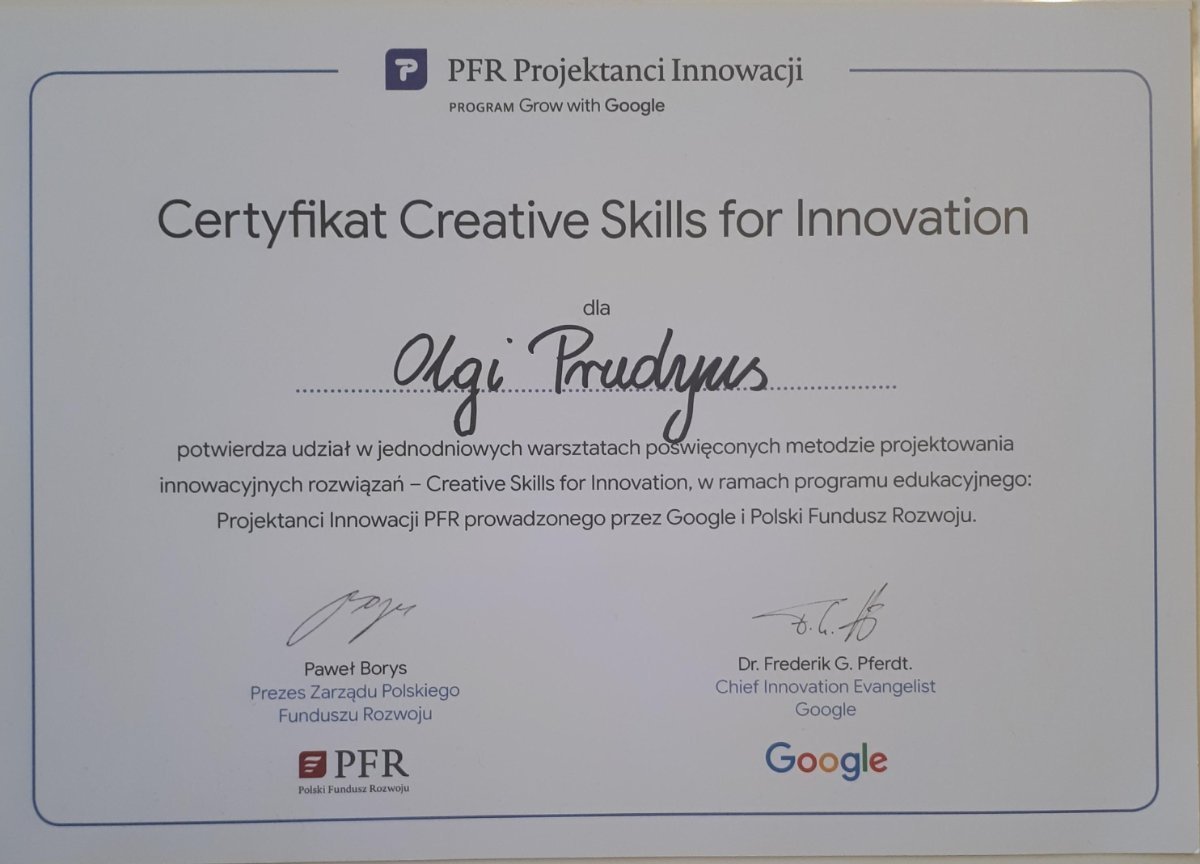 PFR Projektanci Innowacji
PROGRAM Grow with Google
Certyfikat Creative Skills for Innovation
dla
Olgi Prudyus
potwierdza udział w jednodniowych warsztatach poświęconych metodzie projektowania
innowacyjnych rozwiązań – Creative Skills for Innovation, w ramach programu edukacyjnego:
Projektanci Innowacji PFR prowadzonego przez Google i Polski Fundusz Rozwoju.
Paweł Borys
Prezes Zarządu Polskiego
Funduszu Rozwoju
PFR
Polski Fundusz Rozwoju
Dr. Frederik G. Pferdt.
Chief Innovation Evangelist
Google
Google